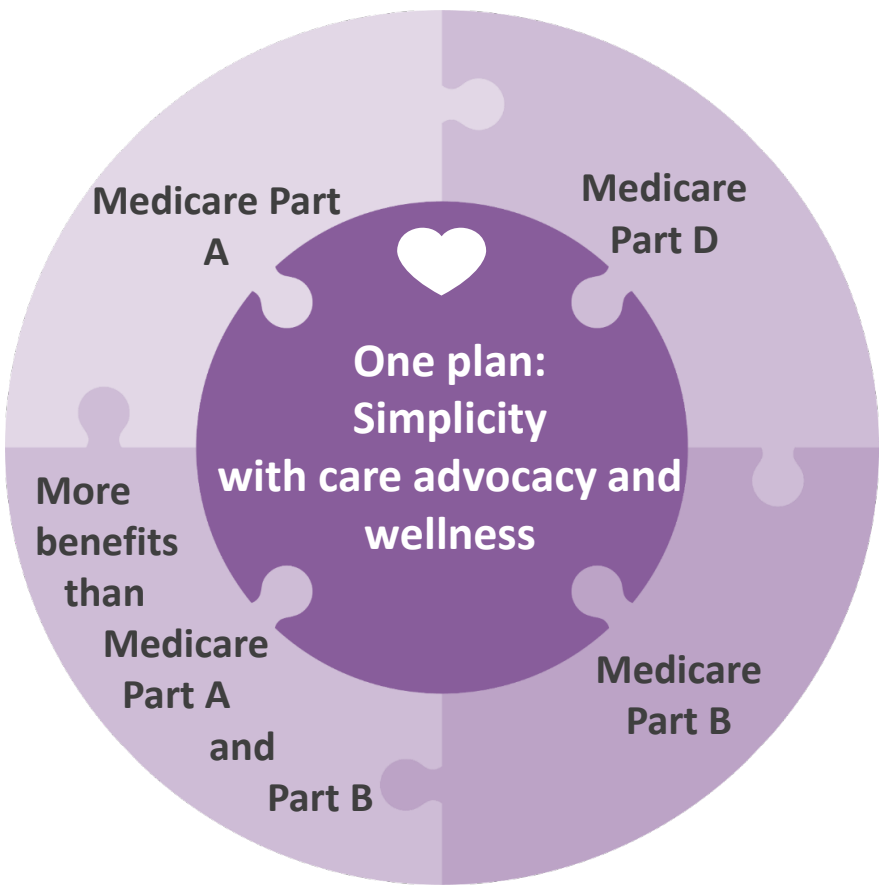 Medicare Part
A
Medicare
Part D
One plan:
Simplicity
with care advocacy and
wellness
More
benefits
than
Medicare
Part A
and
Part B
Medicare
Part B